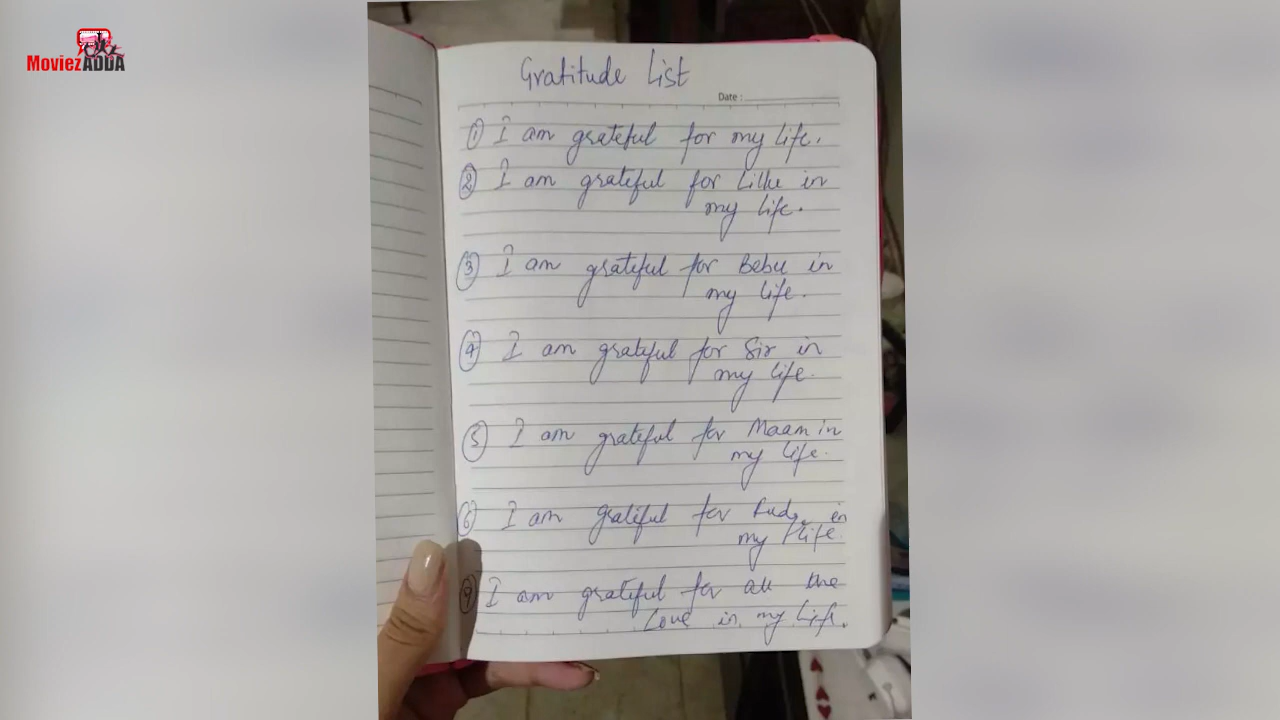 MoviezADDA
Gratitude List
Date :
① I am grateful for my life.
② I am grateful for Lillu in
my life.
③ I am grateful for Bebu in
my life.
④ I am grateful for Sir in
my life.
⑤ I am grateful for Maam in
my life.
⑥ I am grateful for in
my life.
⑦ I am grateful for all the
Love in my life.